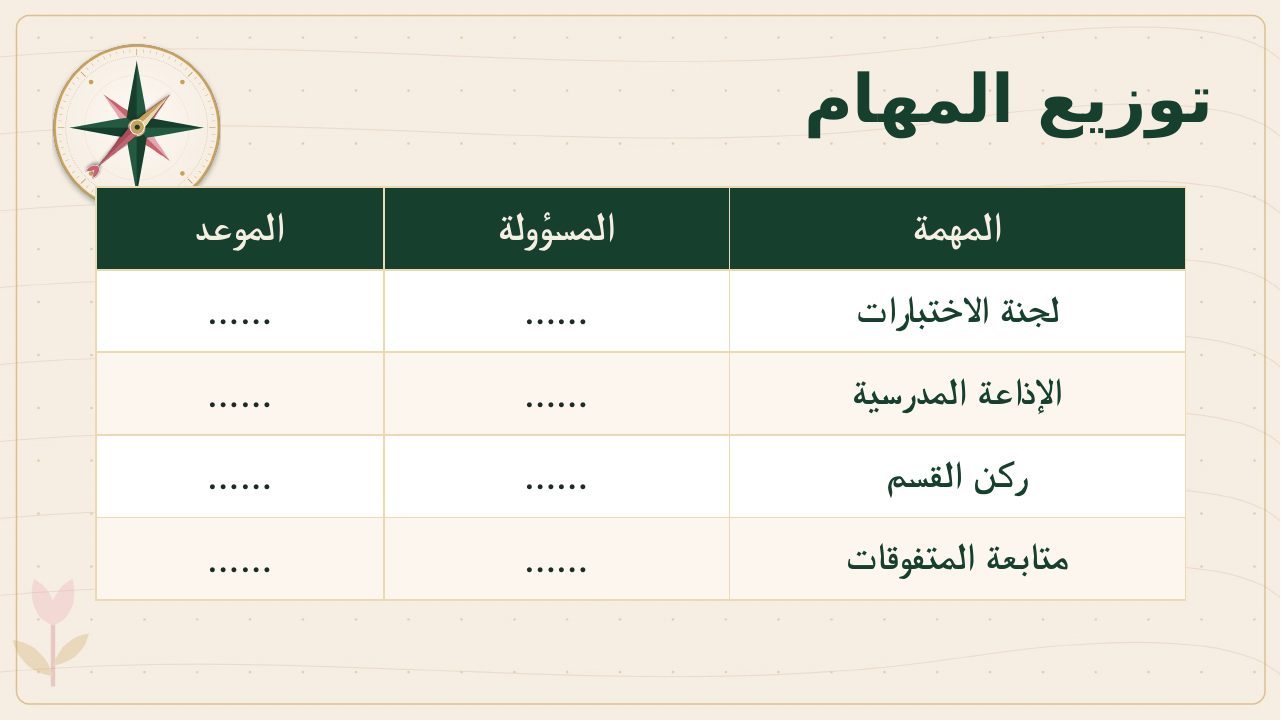 توزيع المهام
المهمة المسؤولة الموعد
لجنة الاختبارات ...... ......
الإذاعة المدرسية ...... ......
ركن القسم ...... ......
متابعة المتفوقات ...... ......